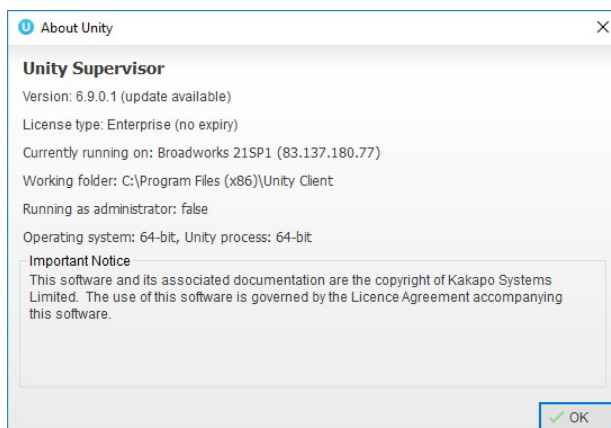 About Unity
Unity Supervisor
Version: 6.9.0.1 (update available)
License type: Enterprise (no expiry)
Currently running on: Broadworks 21SP1 (83.137.180.77)
Working folder: C:\Program Files (x86)\Unity Client
Running as administrator: false
Operating system: 64-bit, Unity process: 64-bit
Important Notice
This software and its associated documentation are the copyright of Kakapo Systems
Limited.  The use of this software is governed by the Licence Agreement accompanying
this software.
OK